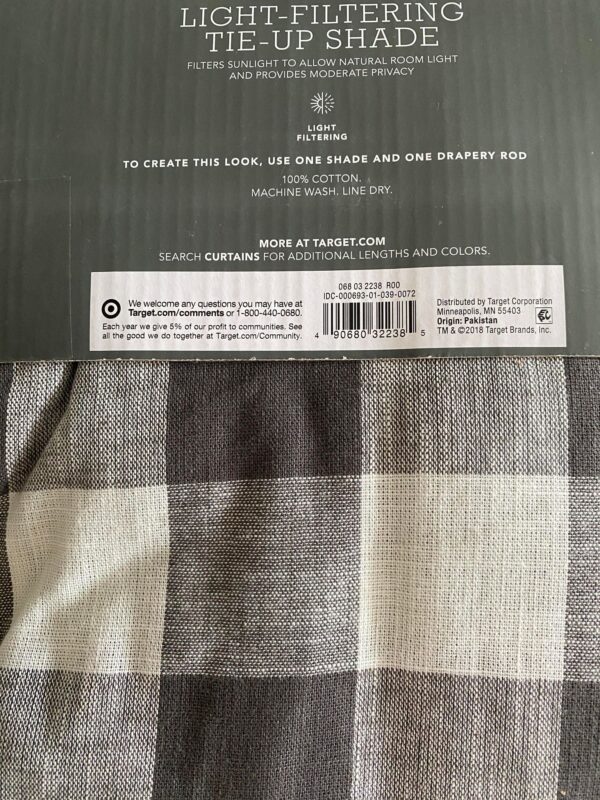 LIGHT-FILTERING
TIE-UP SHADE
FILTERS SUNLIGHT TO ALLOW NATURAL ROOM LIGHT
AND PROVIDES MODERATE PRIVACY
LIGHT
FILTERING
TO CREATE THIS LOOK, USE ONE SHADE AND ONE DRAPERY ROD
100% COTTON.
MACHINE WASH. LINE DRY.
MORE AT TARGET.COM
SEARCH CURTAINS FOR ADDITIONAL LENGTHS AND COLORS.
We welcome any questions you may have at
Target.com/comments or 1-800-440-0680.
Each year we give 5% of our profit to communities. See
all the good we do together at Target.com/Community.
068 03 2238 R00
IDC-000693-01-039-0072
4 90680 32238 5
Distributed by Target Corporation
Minneapolis, MN 55403
Origin: Pakistan
TM & ©2018 Target Brands, Inc.